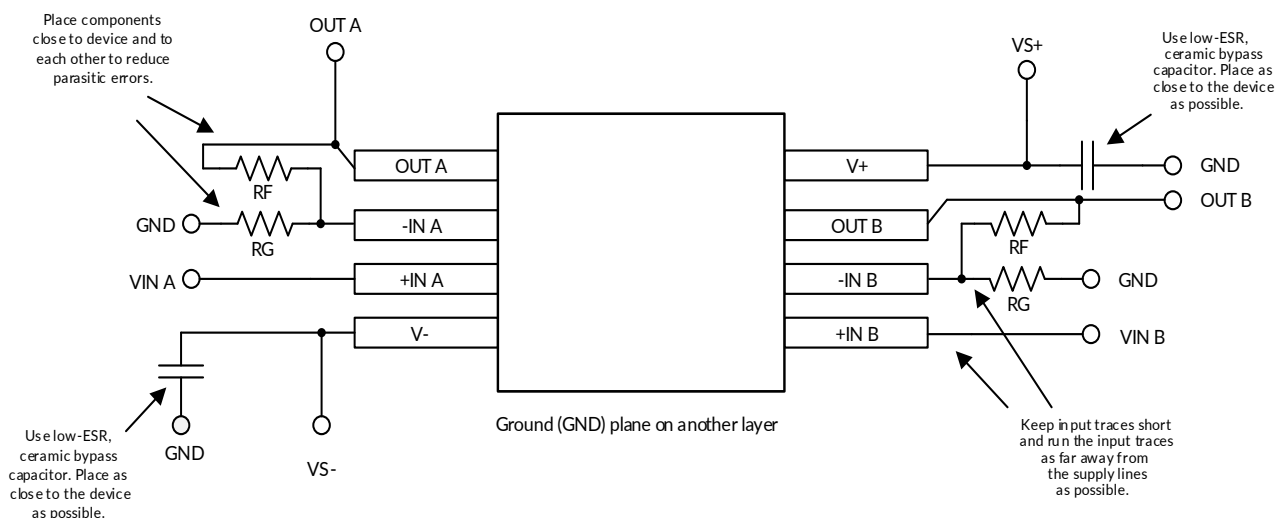 Place components
close to device and to
each other to reduce
parasitic errors.
OUT A
VS+
Use low-ESR,
ceramic bypass
capacitor. Place as
close to the device
as possible.
OUT A
V+
GND
RF
OUT B
GND
-IN A
OUT B
RG
RF
VIN A
+IN A
-IN B
GND
RG
V-
+IN B
VIN B
Ground (GND) plane on another layer
Use low-ESR,
ceramic bypass
capacitor. Place as
close to the device
as possible.
GND
VS-
Keep input traces short
and run the input traces
as far away from
the supply lines
as possible.